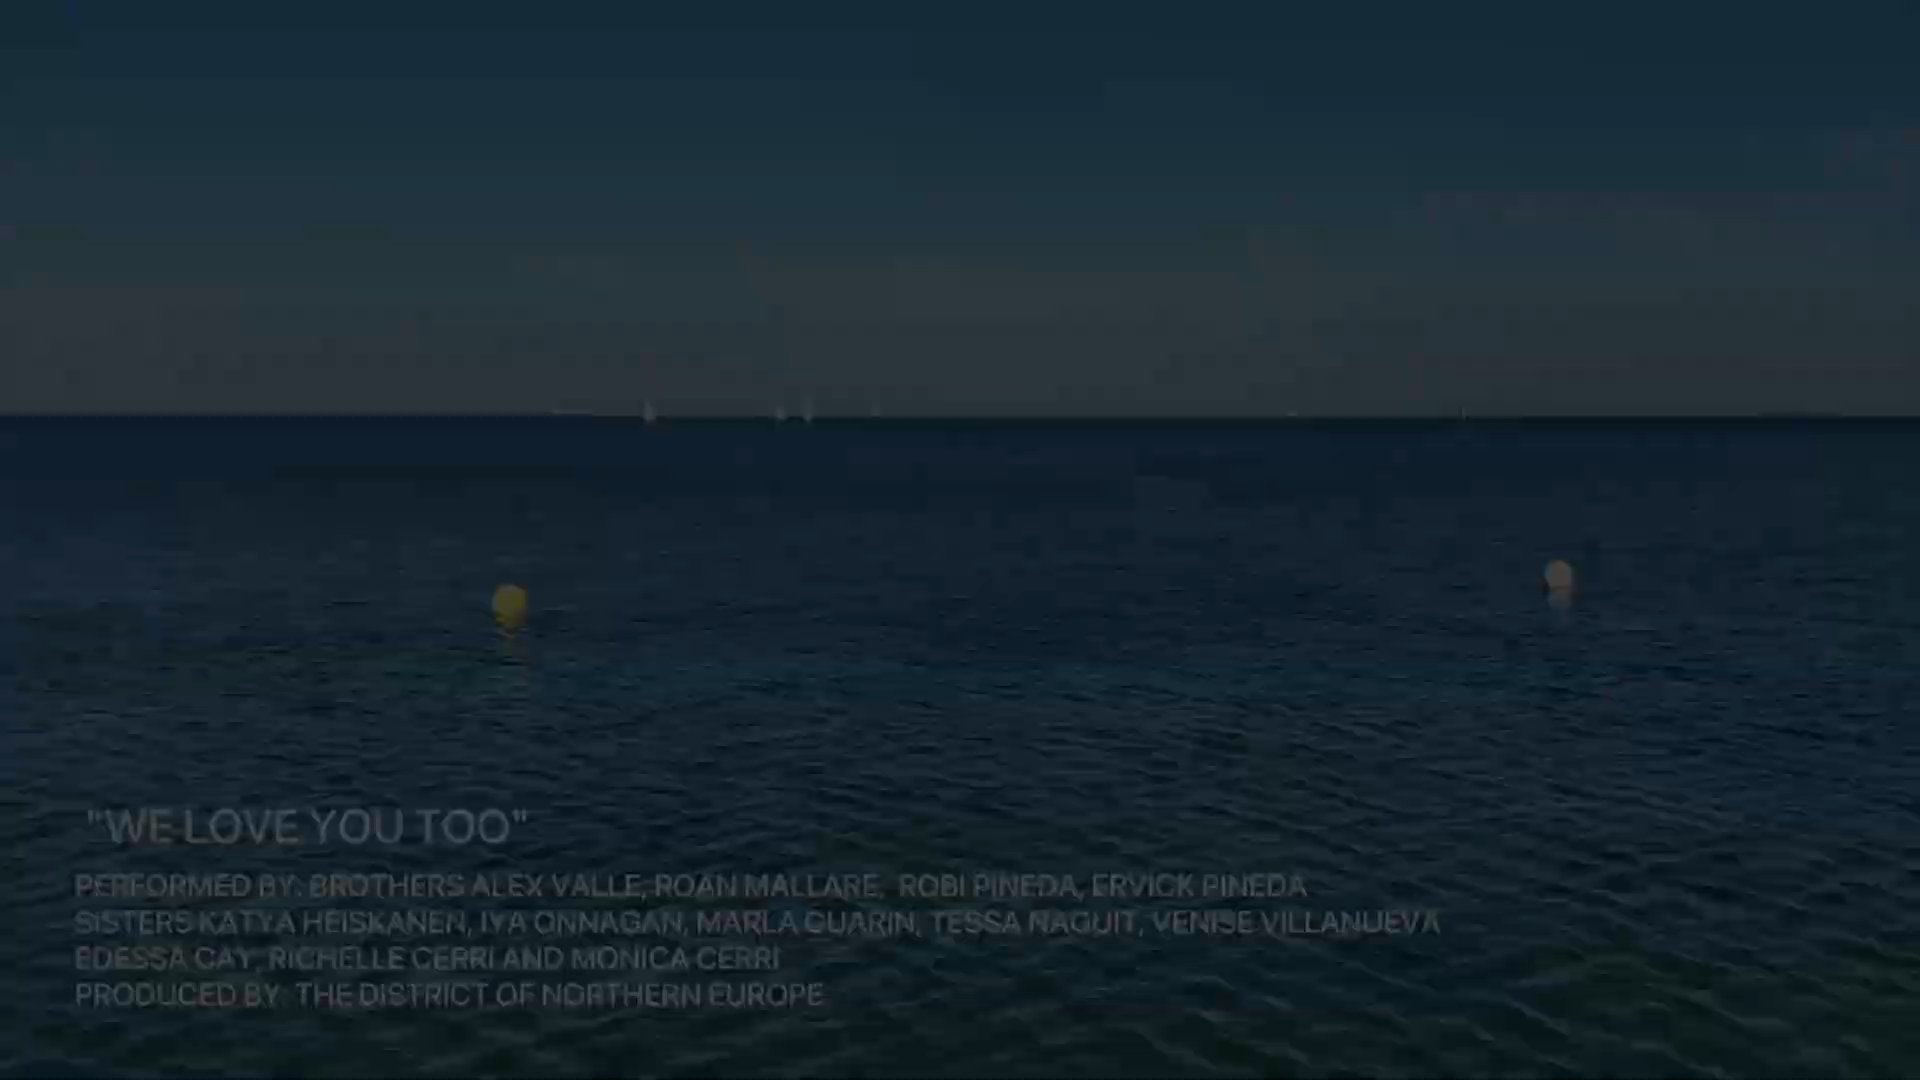 "WE LOVE YOU TOO"
PERFORMED BY: BROTHERS ALEX VALLE, ROAN MALLARE, ROBI PINEDA, ERVICK PINEDA
SISTERS KATYA HEISKANEN, IYA ONNAGAN, MARLA GUARIN, TESSA NAGUIT, VENISE VILLANUEVA
EDESSA CAY, RICHELLE CERRI AND MONICA CERRI
PRODUCED BY: THE DISTRICT OF NORTHERN EUROPE